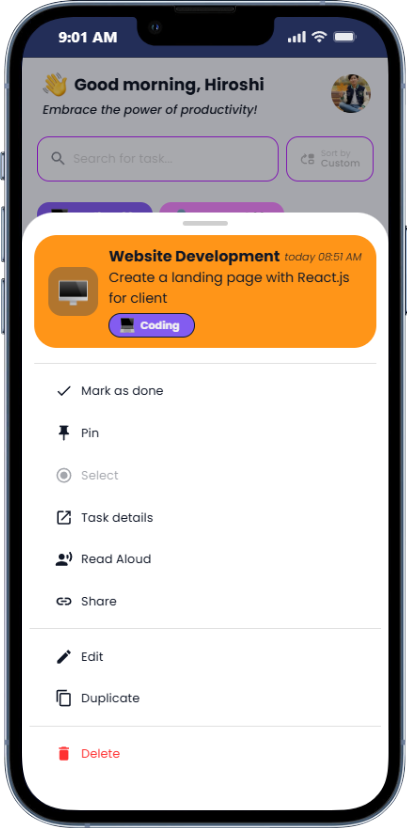 9:01 AM
Good morning, Hiroshi
Embrace the power of productivity!
Search for task...
Sort by
Custom
Website Development today 08:51 AM
Create a landing page with React.js
for client
Coding
Mark as done
Pin
Select
Task details
Read Aloud
Share
Edit
Duplicate
Delete